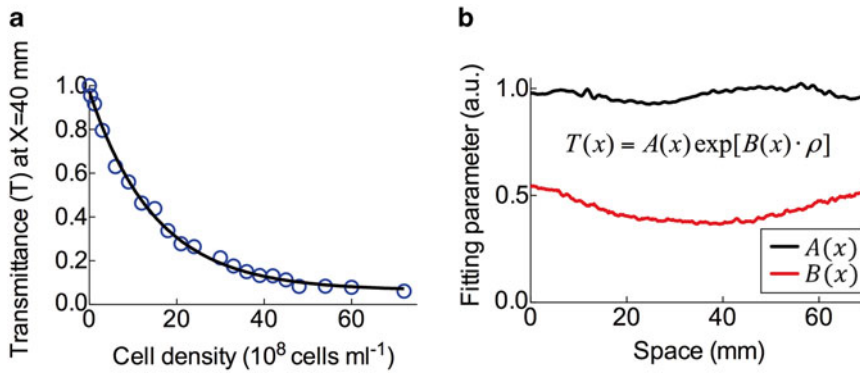 a
Transmittance (T) at X=40 mm
1.0
0.8
0.6
0.4
0.2
0.0
0 20 40 60
Cell density (10⁸ cells ml⁻¹)
b
Fitting parameter (a.u.)
1.0
0.5
1.0
T(x) = A(x) exp[B(x) · ρ]
A(x)
B(x)
0 20 40 60
Space (mm)